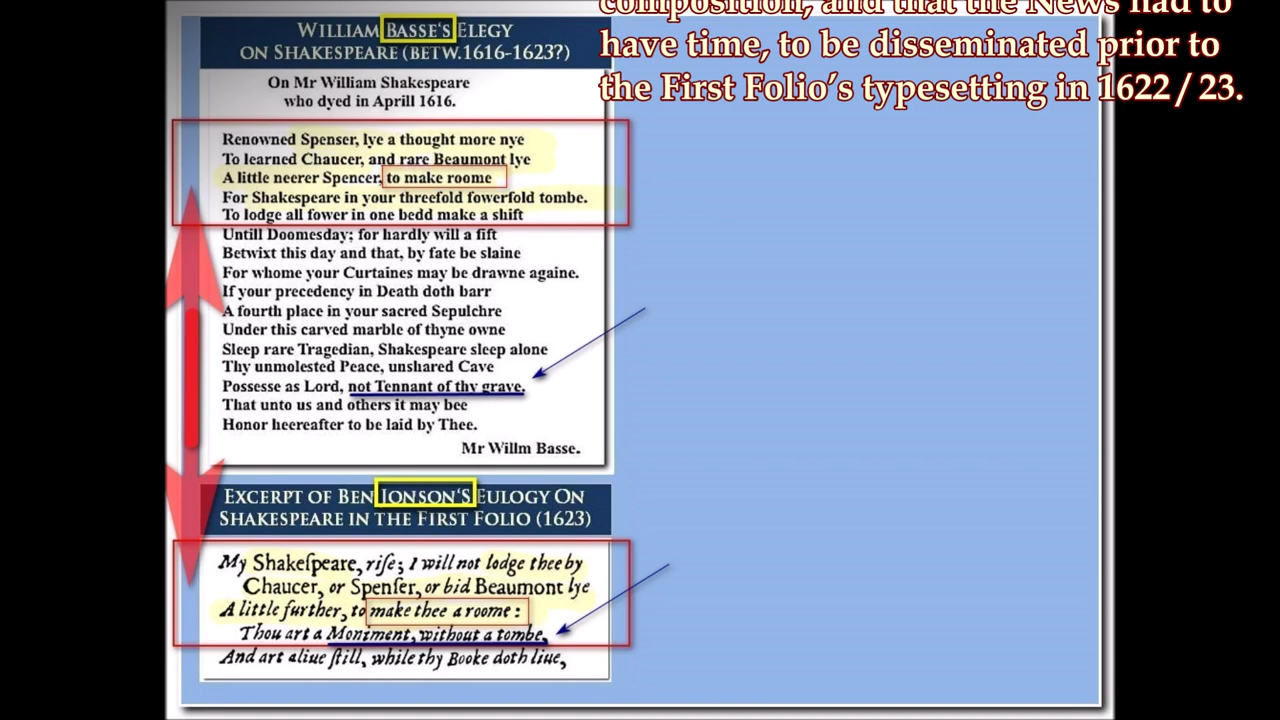 composition, and that the News had to
have time, to be disseminated prior to
the First Folio's typesetting in 1622 / 23.
WILLIAM BASSE'S ELEGY
ON SHAKESPEARE (BETW.1616-1623?)
On Mr William Shakespeare
who dyed in Aprill 1616.
Renowned Spenser, lye a thought more nye
To learned Chaucer, and rare Beaumont lye
A little neerer Spencer, to make roome
For Shakespeare in your threefold fowerfold tombe.
To lodge all fower in one bedd make a shift
Untill Doomesday; for hardly will a fift
Betwixt this day and that, by fate be slaine
For whome your Curtaines may be drawne againe.
If your precedency in Death doth barr
A fourth place in your sacred Sepulchre
Under this carved marble of thyne owne
Sleep rare Tragedian, Shakespeare sleep alone
Thy unmolested Peace, unshared Cave
Possesse as Lord, not Tennant of thy grave.
That unto us and others it may bee
Honor heereafter to be laid by Thee.
Mr Willm Basse.
EXCERPT OF BEN IONSON'S EULOGY ON
SHAKESPEARE IN THE FIRST FOLIO (1623)
My Shakeſpeare, riſe; I will not lodge thee by
Chaucer, or Spenſer, or bid Beaumont lye
A little further, to make thee a roome :
Thou art a Moniment, without a tombe,
And art aliue ſtill, while thy Booke doth liue,